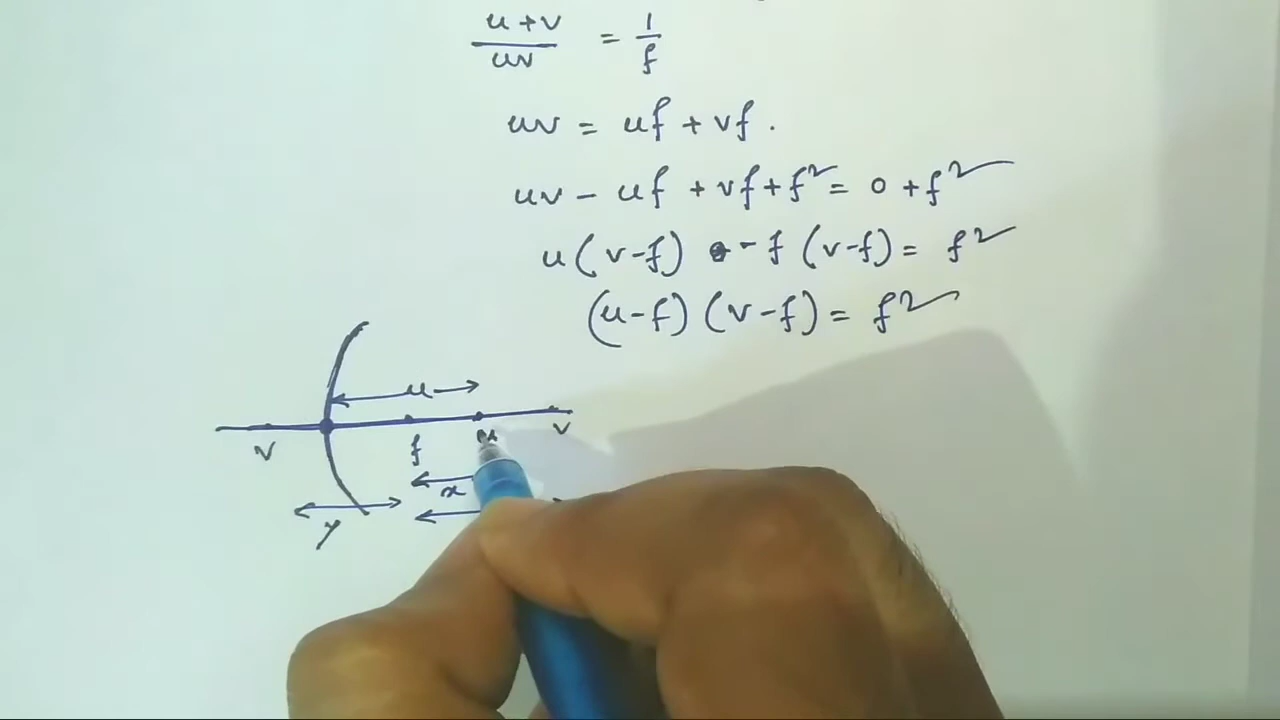 u+v/uv = 1/f
uv = uf + vf.
uv - uf + vf + f² = 0 + f²
u(v-f) - f(v-f) = f²
(u-f)(v-f) = f²
u
v f u v
x
y